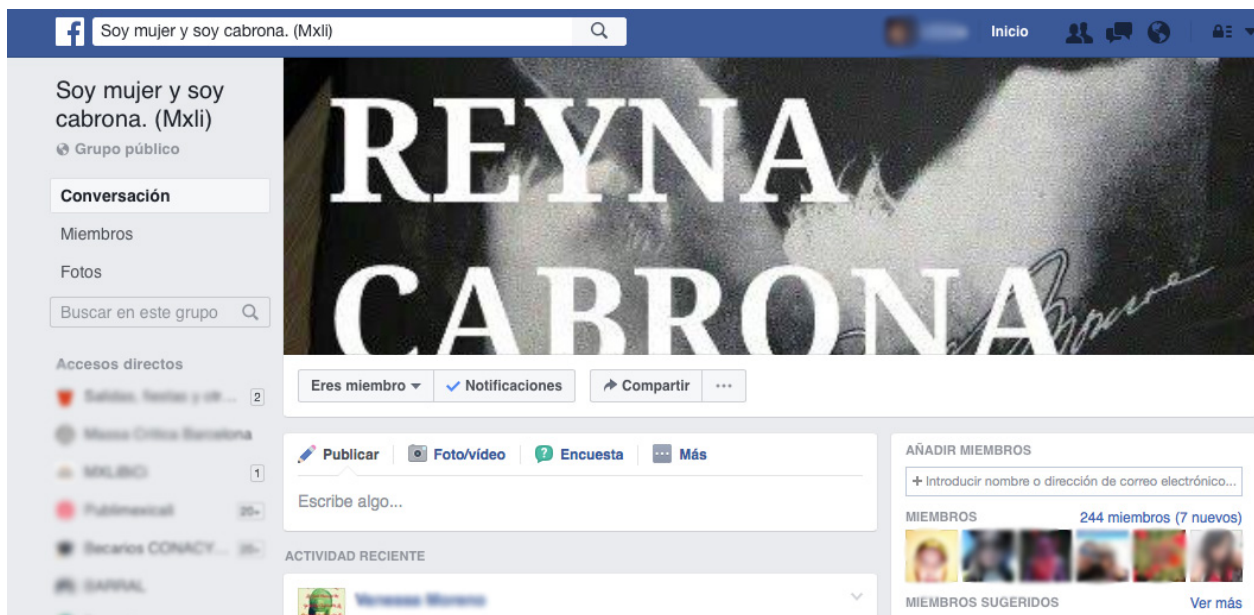 Soy mujer y soy cabrona. (Mxli)
Inicio
Soy mujer y soy
cabrona. (Mxli)
Grupo público
Conversación
Miembros
Fotos
Buscar en este grupo
Accesos directos
2
1
20+
20+
REYNA
CABRONA
Eres miembro
Notificaciones
Compartir
Publicar
Foto/vídeo
Encuesta
Más
Escribe algo...
ACTIVIDAD RECIENTE
AÑADIR MIEMBROS
+ Introducir nombre o dirección de correo electrónico...
MIEMBROS
244 miembros (7 nuevos)
MIEMBROS SUGERIDOS
Ver más